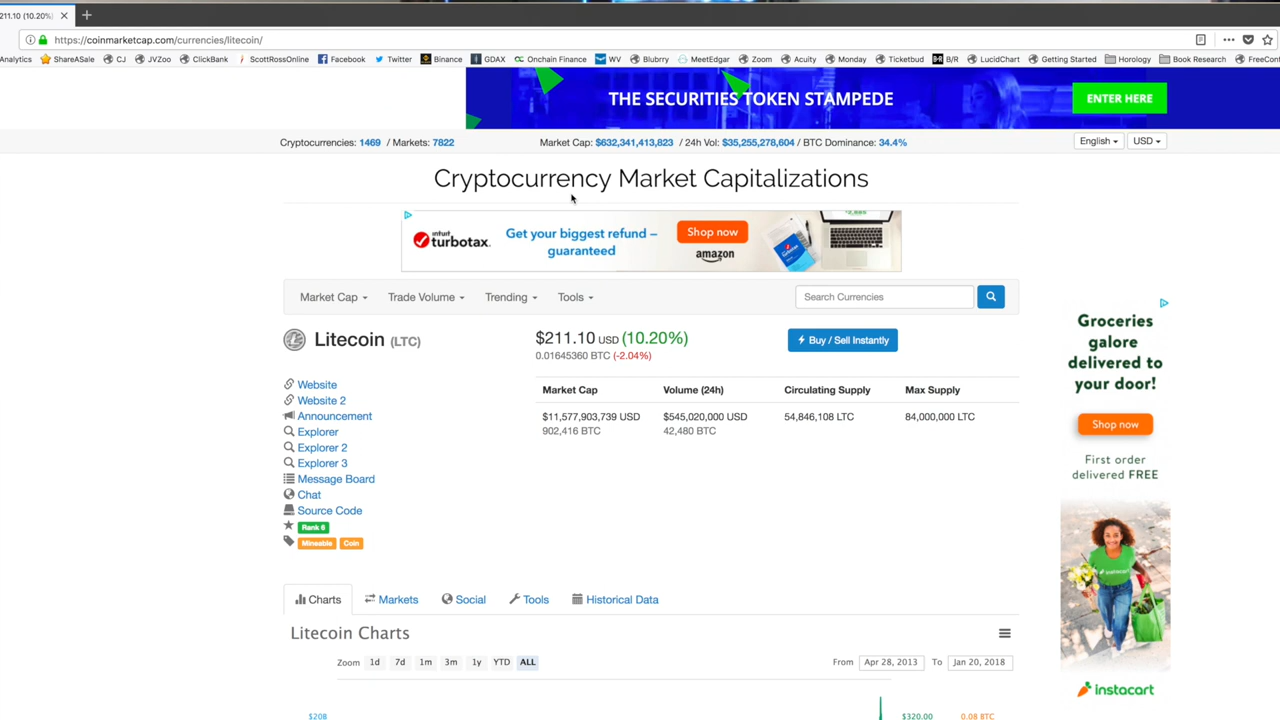 211.10 (10.20%)
https://coinmarketcap.com/currencies/litecoin/
Analytics ShareASale CJ JVZoo ClickBank ScottRossOnline Facebook Twitter Binance GDAX Onchain Finance WV Blubrry MeetEdgar Zoom Acuity Monday Ticketbud B/R LucidChart Getting Started Horology Book Research FreeCont
THE SECURITIES TOKEN STAMPEDE ENTER HERE
Cryptocurrencies: 1469 / Markets: 7822 Market Cap: $632,341,413,823 / 24h Vol: $35,255,278,604 / BTC Dominance: 34.4% English USD
Cryptocurrency Market Capitalizations
intuit turbotax. Get your biggest refund – Shop now
guaranteed amazon
Market Cap Trade Volume Trending Tools Search Currencies
Litecoin (LTC) $211.10 USD (10.20%) Buy / Sell Instantly
0.01645360 BTC (-2.04%)
Market Cap Volume (24h) Circulating Supply Max Supply
$11,577,903,739 USD $545,020,000 USD 54,846,108 LTC 84,000,000 LTC
902,416 BTC 42,480 BTC
Website
Website 2
Announcement
Explorer
Explorer 2
Explorer 3
Message Board
Chat
Source Code
Rank 6
Mineable Coin
Groceries
galore
delivered to
your door!
Shop now
First order
delivered FREE
instacart
instacart
Charts Markets Social Tools Historical Data
Litecoin Charts
Zoom 1d 7d 1m 3m 1y YTD ALL From Apr 28, 2013 To Jan 20, 2018
$20B $320.00 0.08 BTC